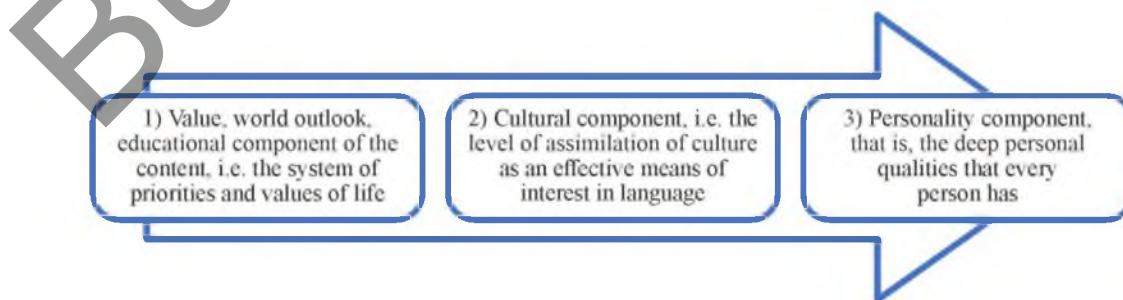 1) Value, world outlook,
educational component of the
content, i.e. the system of
priorities and values of life
2) Cultural component, i.e. the
level of assimilation of culture
as an effective means of
interest in language
3) Personality component,
that is, the deep personal
qualities that every
person has